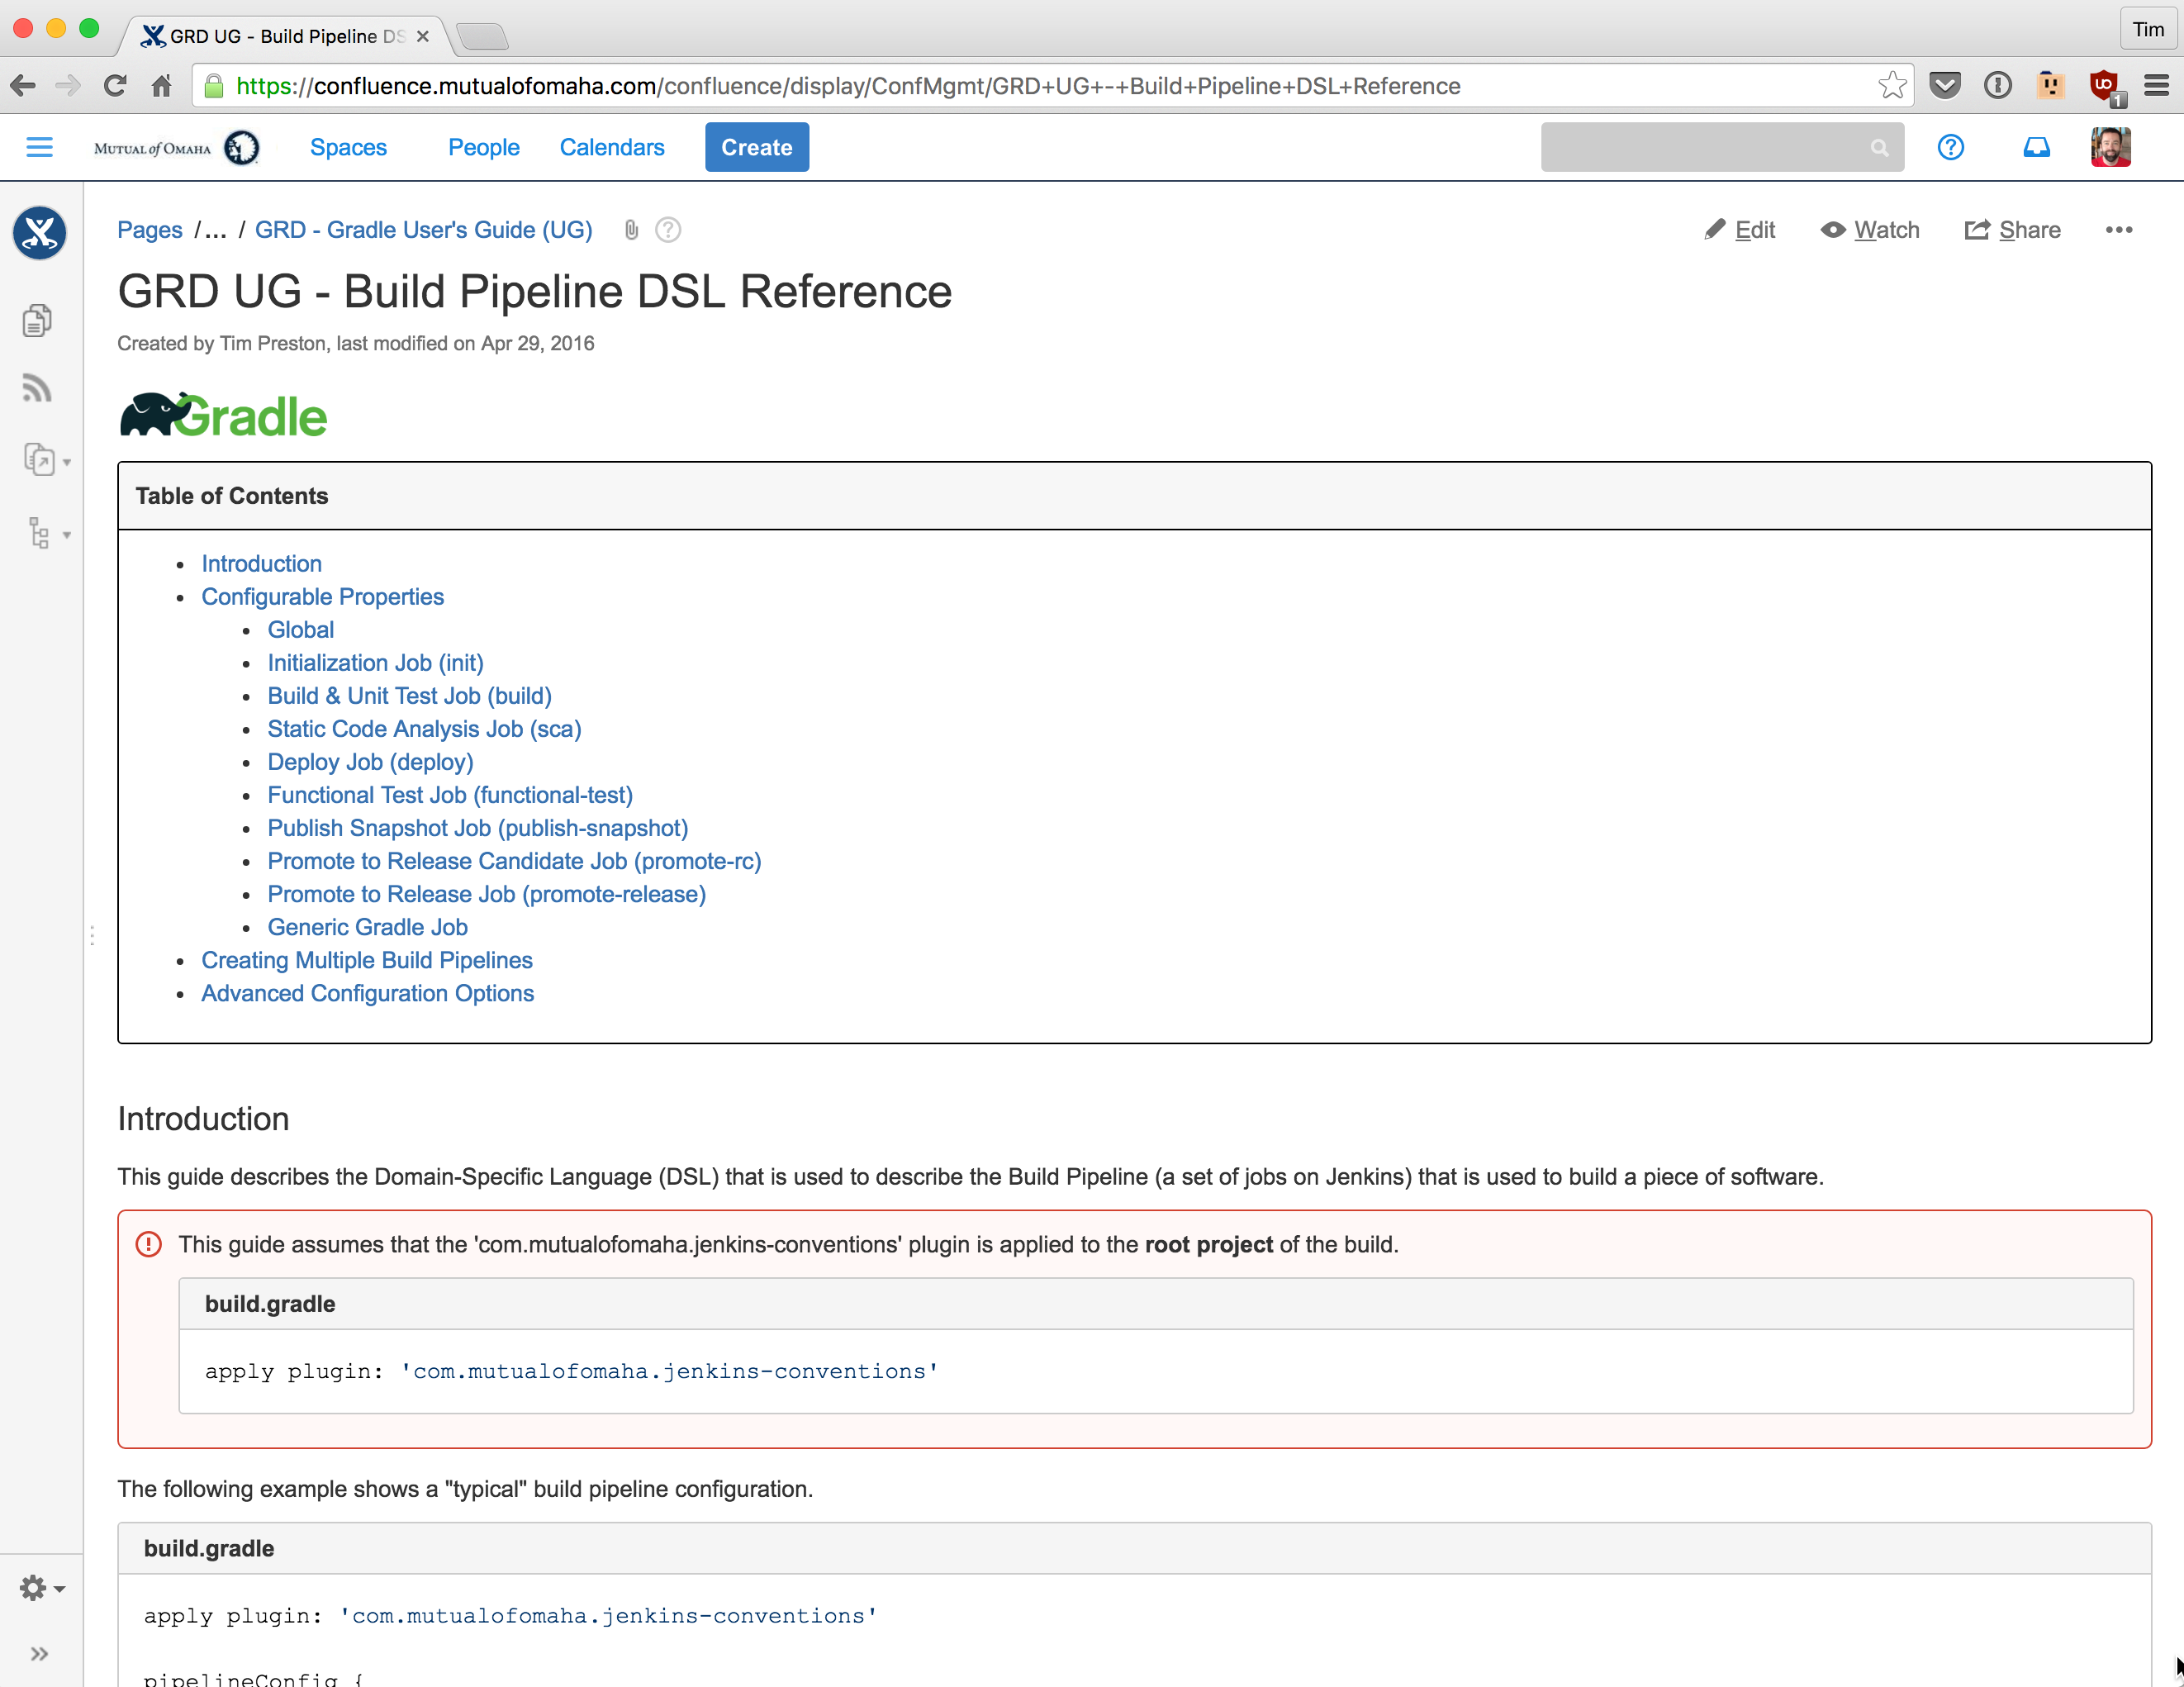 GRD UG - Build Pipeline DS
Tim
https://confluence.mutualofomaha.com/confluence/display/ConfMgmt/GRD+UG+-+Build+Pipeline+DSL+Reference
1
MUTUAL of OMAHA Spaces People Calendars Create
Pages /... / GRD - Gradle User's Guide (UG)
Edit Watch Share
GRD UG - Build Pipeline DSL Reference
Created by Tim Preston, last modified on Apr 29, 2016
Gradle
Table of Contents
Introduction
Configurable Properties
Global
Initialization Job (init)
Build & Unit Test Job (build)
Static Code Analysis Job (sca)
Deploy Job (deploy)
Functional Test Job (functional-test)
Publish Snapshot Job (publish-snapshot)
Promote to Release Candidate Job (promote-rc)
Promote to Release Job (promote-release)
Generic Gradle Job
Creating Multiple Build Pipelines
Advanced Configuration Options
Introduction
This guide describes the Domain-Specific Language (DSL) that is used to describe the Build Pipeline (a set of jobs on Jenkins) that is used to build a piece of software.
This guide assumes that the 'com.mutualofomaha.jenkins-conventions' plugin is applied to the root project of the build.
build.gradle
apply plugin: 'com.mutualofomaha.jenkins-conventions'
The following example shows a "typical" build pipeline configuration.
build.gradle
apply plugin: 'com.mutualofomaha.jenkins-conventions'
pipelineConfig {